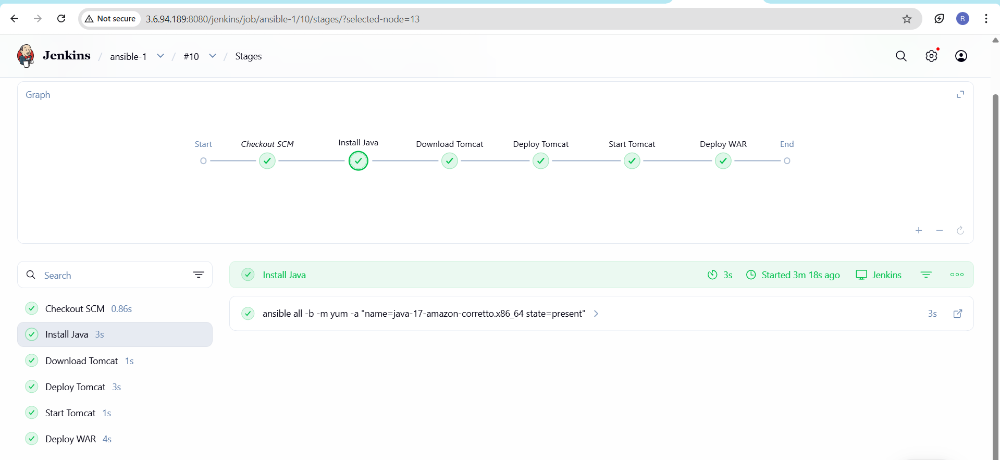 Not secure 3.6.94.189:8080/jenkins/job/ansible-1/10/stages/?selected-node=13
R
Jenkins / ansible-1 / #10 / Stages
Graph
Start Checkout SCM Install Java Download Tomcat Deploy Tomcat Start Tomcat Deploy WAR End
Search
Install Java 3s Started 3m 18s ago Jenkins
Checkout SCM 0.86s
ansible all -b -m yum -a "name=java-17-amazon-corretto.x86_64 state=present" 3s
Install Java 3s
Download Tomcat 1s
Deploy Tomcat 3s
Start Tomcat 1s
Deploy WAR 4s